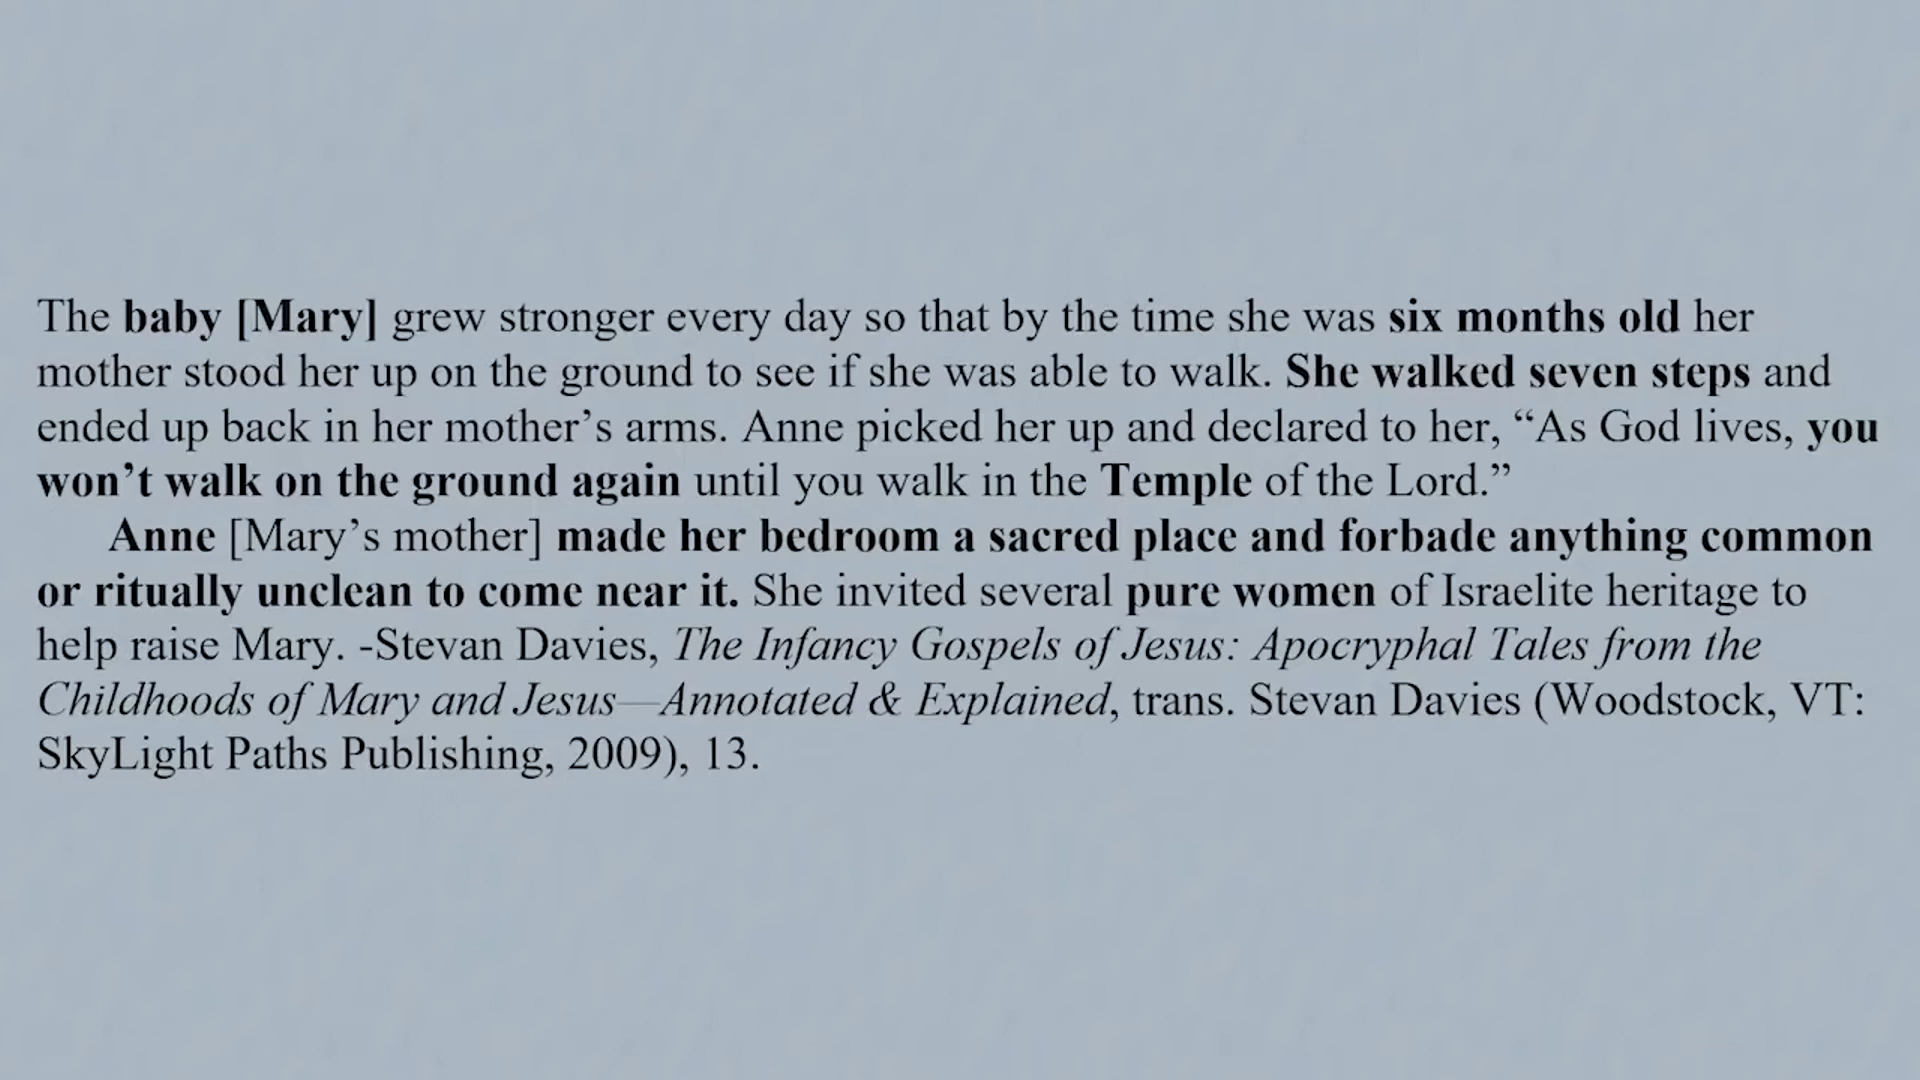 The baby [Mary] grew stronger every day so that by the time she was six months old her
mother stood her up on the ground to see if she was able to walk. She walked seven steps and
ended up back in her mother’s arms. Anne picked her up and declared to her, “As God lives, you
won’t walk on the ground again until you walk in the Temple of the Lord.”
Anne [Mary’s mother] made her bedroom a sacred place and forbade anything common
or ritually unclean to come near it. She invited several pure women of Israelite heritage to
help raise Mary. -Stevan Davies, The Infancy Gospels of Jesus: Apocryphal Tales from the
Childhoods of Mary and Jesus—Annotated & Explained, trans. Stevan Davies (Woodstock, VT:
SkyLight Paths Publishing, 2009), 13.